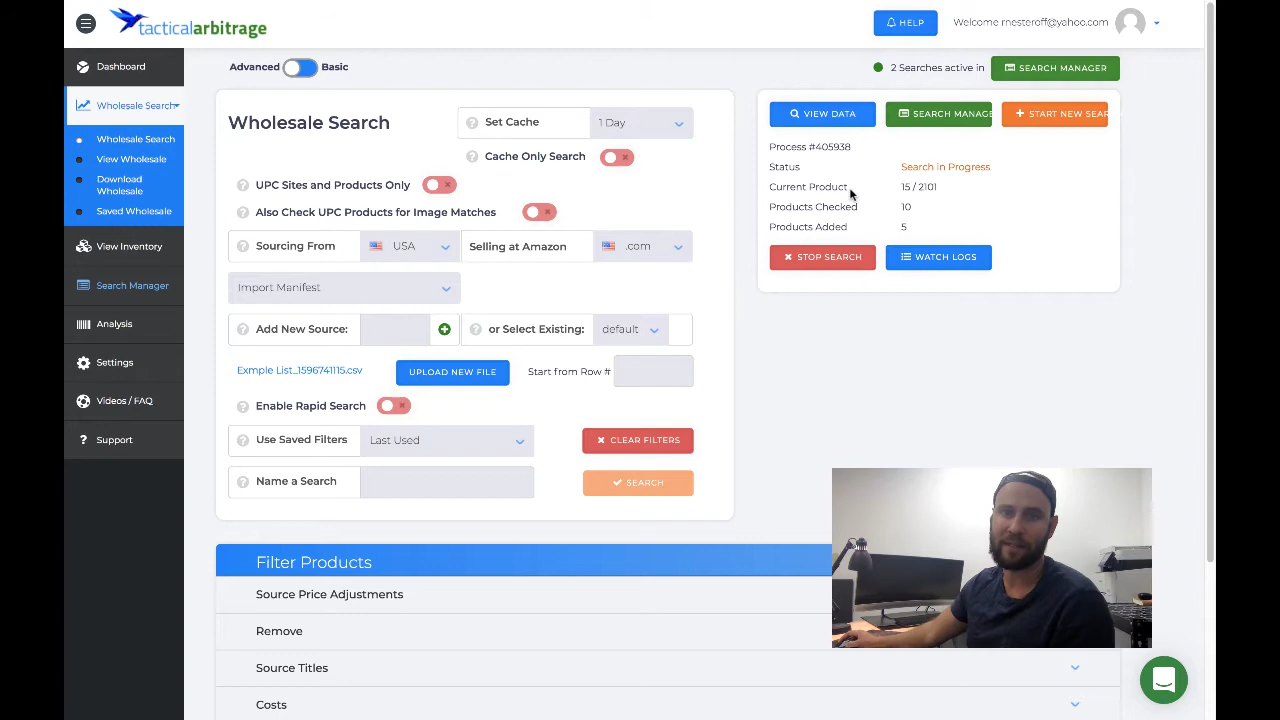 tacticalarbitrage
HELP
Welcome rnesteroff@yahoo.com
Dashboard
Wholesale Search
Wholesale Search
View Wholesale
Download
Wholesale
Saved Wholesale
View Inventory
Search Manager
Analysis
Settings
Videos / FAQ
Support
Advanced
Basic
2 Searches active in
SEARCH MANAGER
Wholesale Search
Set Cache
1 Day
Cache Only Search
UPC Sites and Products Only
Also Check UPC Products for Image Matches
Sourcing From
USA
Selling at Amazon
.com
Import Manifest
Add New Source:
or Select Existing:
default
Exmple List_1596741115.csv
UPLOAD NEW FILE
Start from Row #
Enable Rapid Search
Use Saved Filters
Last Used
CLEAR FILTERS
Name a Search
SEARCH
VIEW DATA
SEARCH MANAGE
START NEW SEAR
Process #405938
Status
Search in Progress
Current Product
15 / 2101
Products Checked
10
Products Added
5
STOP SEARCH
WATCH LOGS
Filter Products
Source Price Adjustments
Remove
Source Titles
Costs